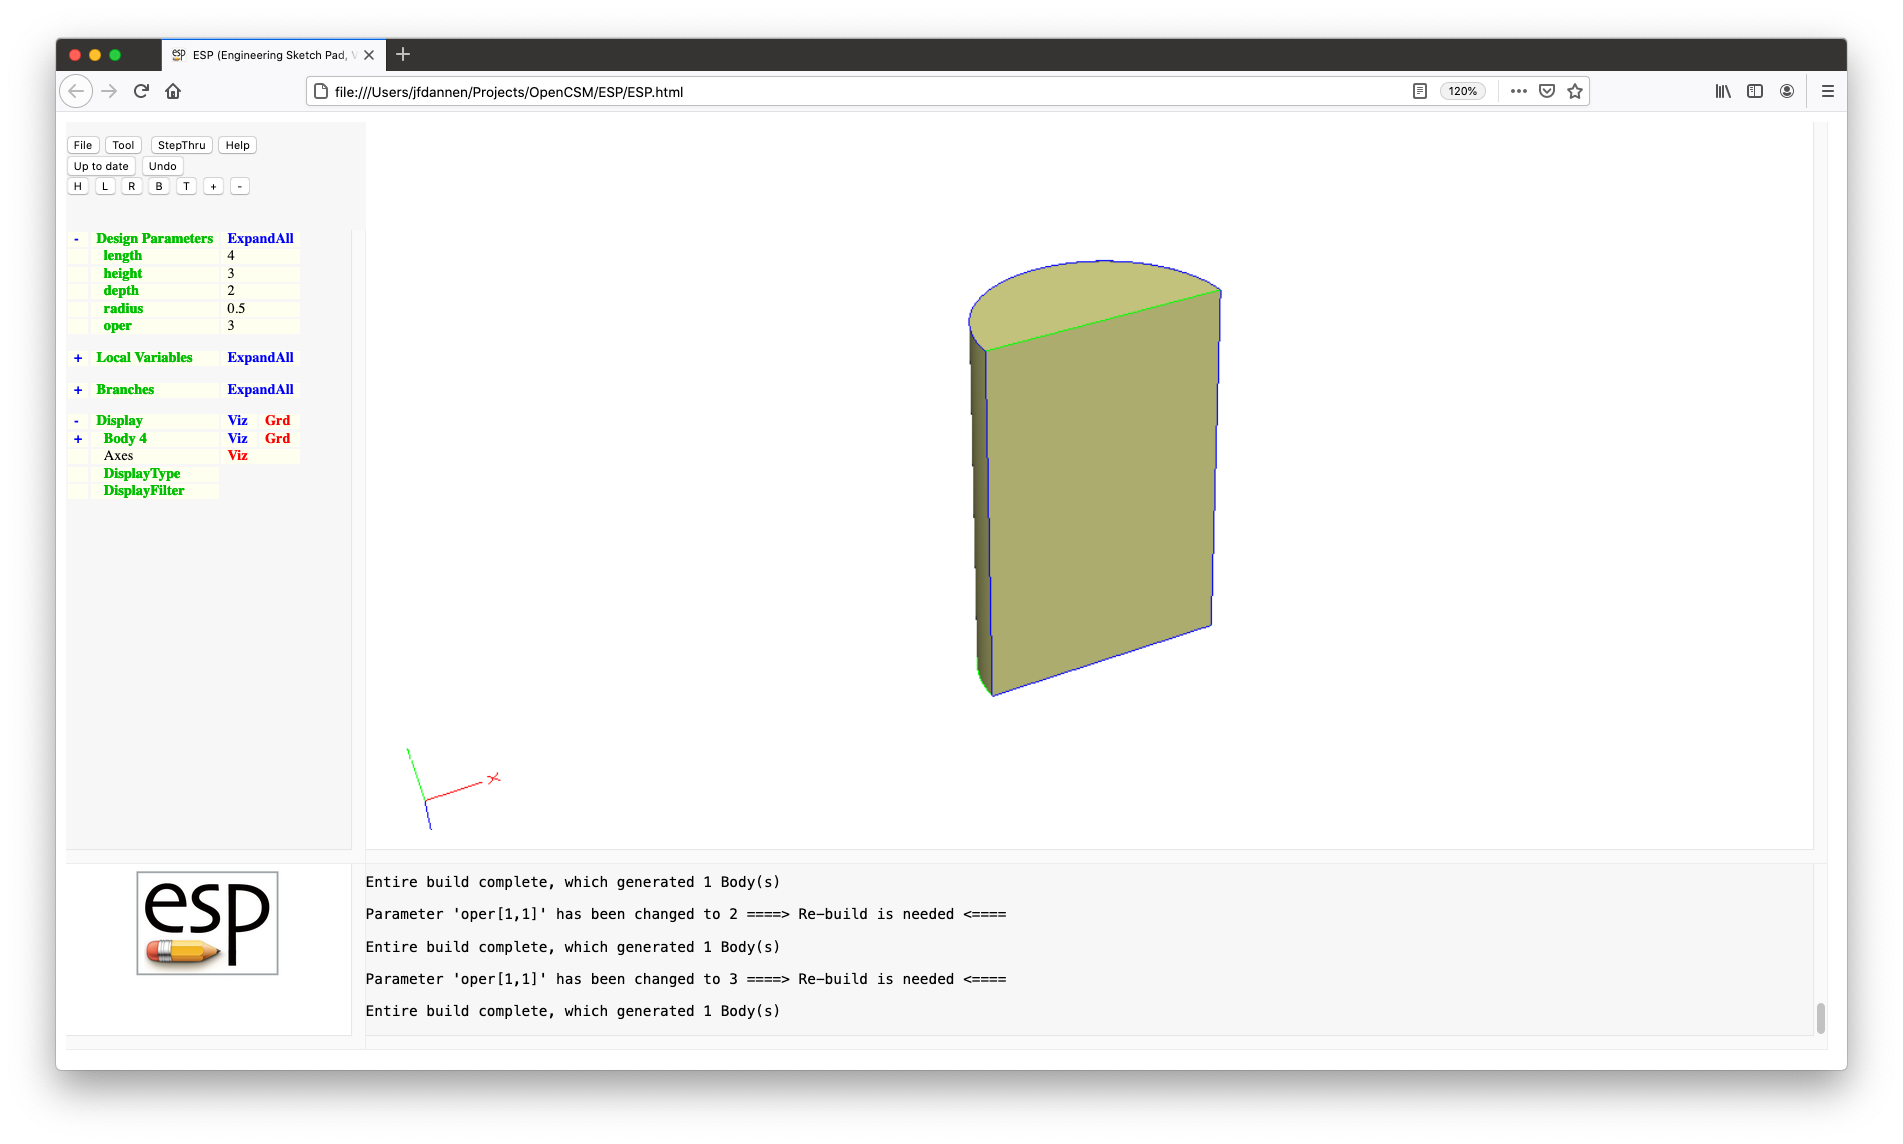 esp ESP (Engineering Sketch Pad, V
file:///Users/jfdannen/Projects/OpenCSM/ESP/ESP.html 120%
File Tool StepThru Help
Up to date Undo
H L R B T + -
- Design Parameters ExpandAll
length 4
height 3
depth 2
radius 0.5
oper 3
+ Local Variables ExpandAll
+ Branches ExpandAll
- Display Viz Grd
+ Body 4 Viz Grd
Axes Viz
DisplayType
DisplayFilter
X
esp
Entire build complete, which generated 1 Body(s)
Parameter 'oper[1,1]' has been changed to 2 ====> Re-build is needed <====
Entire build complete, which generated 1 Body(s)
Parameter 'oper[1,1]' has been changed to 3 ====> Re-build is needed <====
Entire build complete, which generated 1 Body(s)